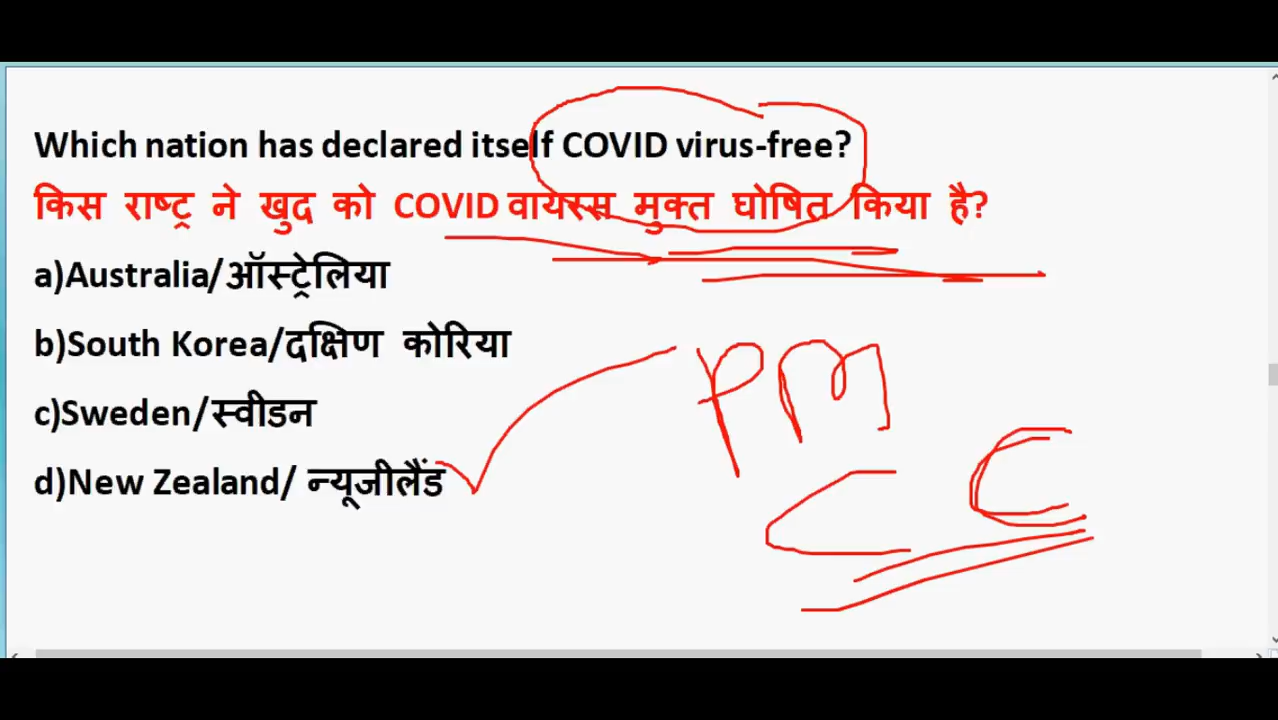 Which nation has declared itself COVID virus-free?
किस राष्ट्र ने खुद को COVID वायस्स मुक्त घोषित किया है?
a)Australia/ऑस्ट्रेलिया
b)South Korea/दक्षिण कोरिया
c)Sweden/स्वीडन
d)New Zealand/ न्यूजीलैंड
PM
C C